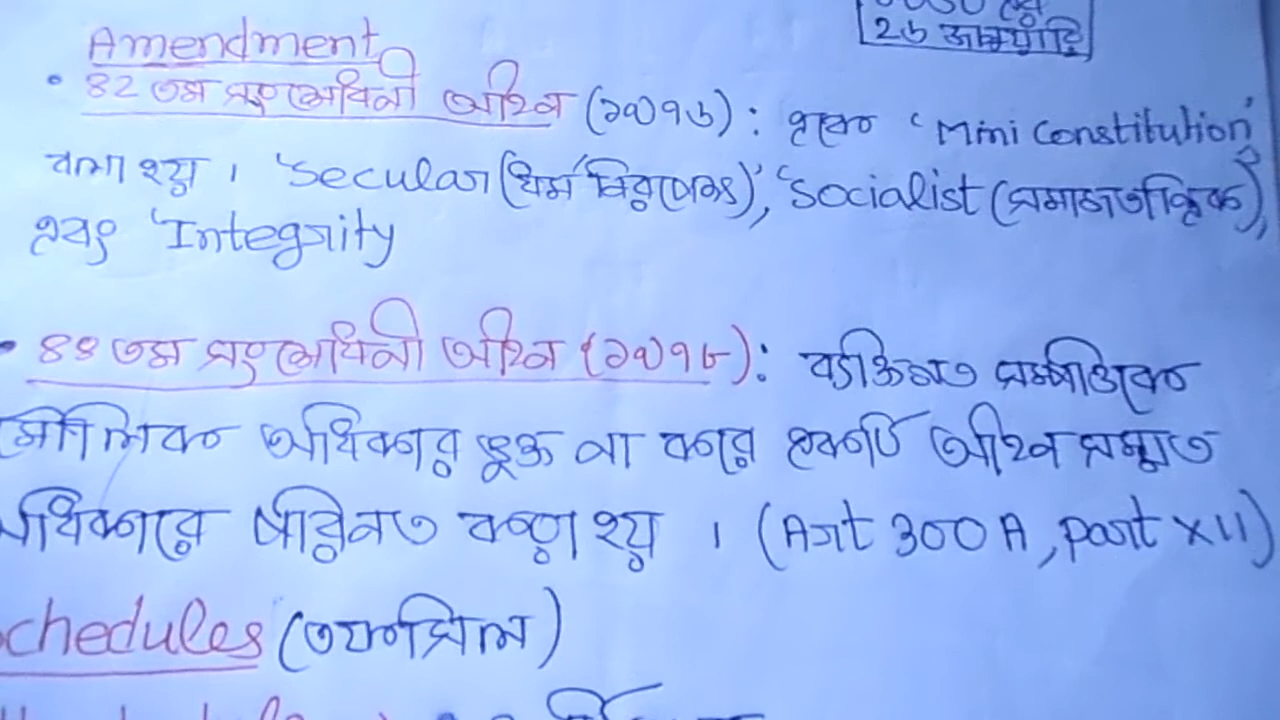 ২৬ জানুয়ারি
Amendment
• ৪২ তম সংশোধনী আইন (১৯৭৬) : একে 'Mini Constitution'
বলা হয় । 'Secular (ধর্ম নিরপেক্ষ)', 'Socialist (সমাজতান্ত্রিক)',
এবং 'Integrity
• ৪৪ তম সংশোধনী আইন (১৯৭৮) : ব্যক্তিগত সম্পত্তিকে
মৌলিক অধিকার ভুক্ত না করে একটি আইন সম্মত
অধিকারে পরিনত করা হয় । (Art 300A, part XII)
chedules (তফসিল)